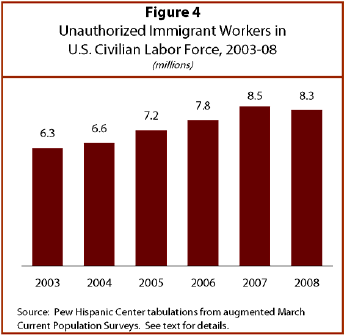 Figure 4
Unauthorized Immigrant Workers in
U.S. Civilian Labor Force, 2003-08
(millions)
6.3 6.6 7.2 7.8 8.5 8.3
2003 2004 2005 2006 2007 2008
Source: Pew Hispanic Center tabulations from augmented March
Current Population Surveys. See text for details.